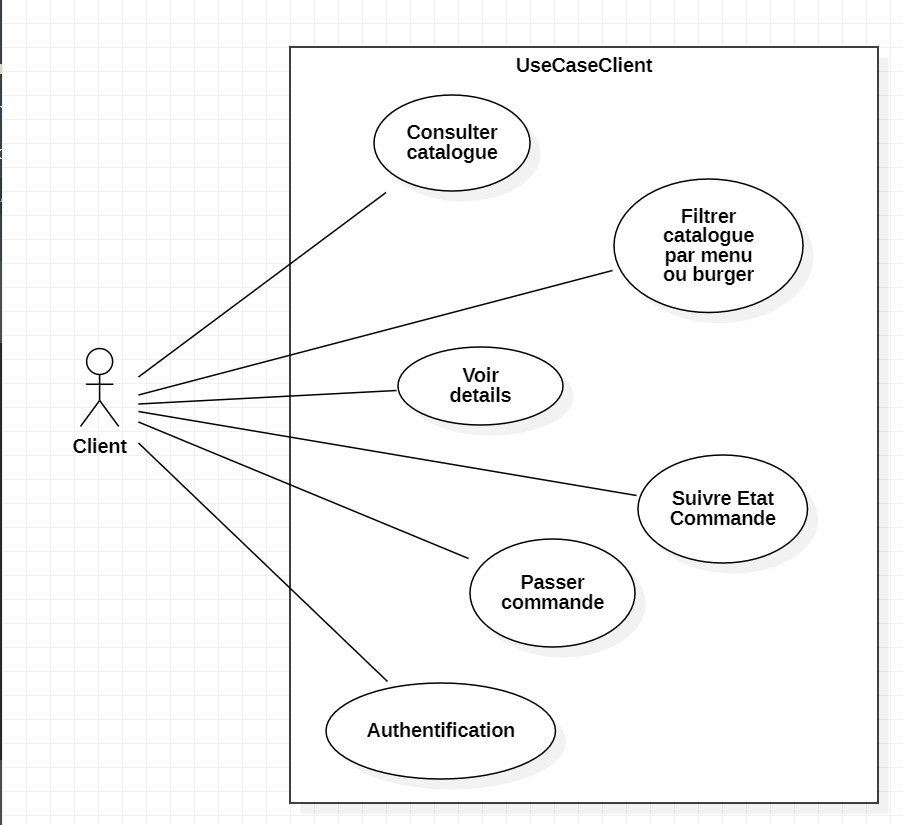 UseCaseClient
Consulter
catalogue
Filtrer
catalogue
par menu
ou burger
Voir
details
Client
Suivre Etat
Commande
Passer
commande
Authentification